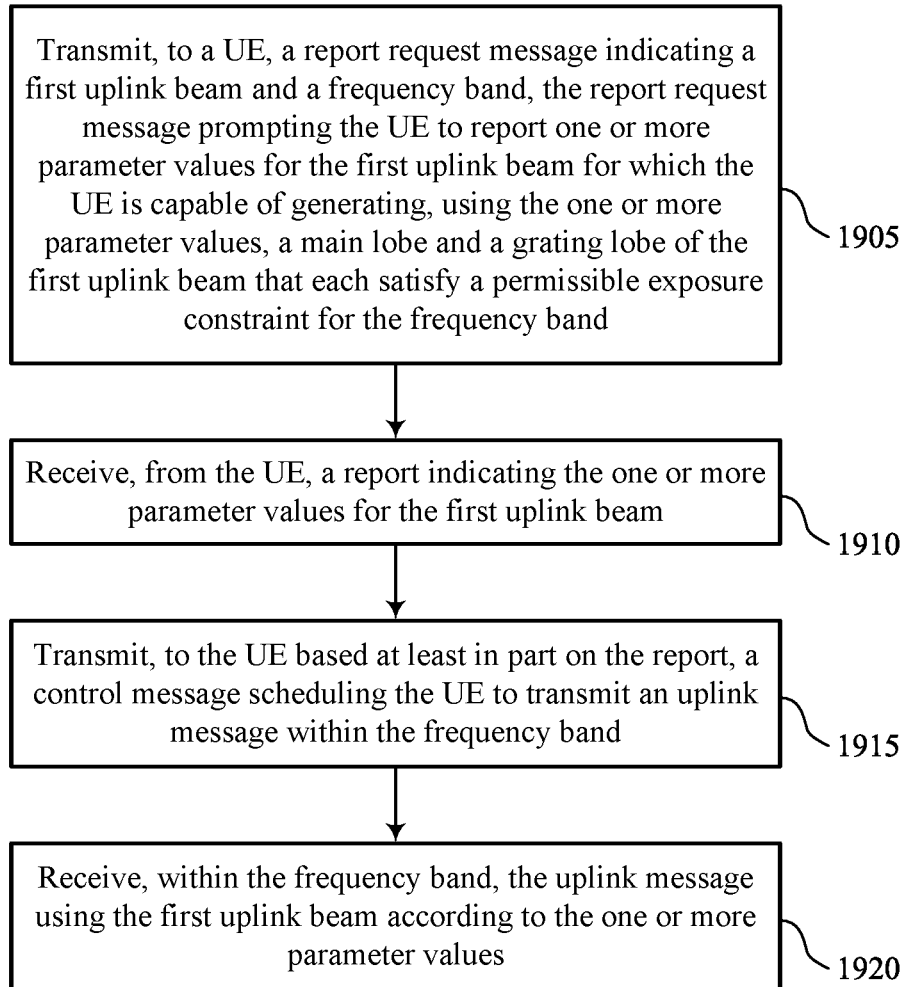 Transmit, to a UE, a report request message indicating a
first uplink beam and a frequency band, the report request
message prompting the UE to report one or more
parameter values for the first uplink beam for which the
UE is capable of generating, using the one or more
parameter values, a main lobe and a grating lobe of the
first uplink beam that each satisfy a permissible exposure
constraint for the frequency band
1905
Receive, from the UE, a report indicating the one or more
parameter values for the first uplink beam
1910
Transmit, to the UE based at least in part on the report, a
control message scheduling the UE to transmit an uplink
message within the frequency band
1915
Receive, within the frequency band, the uplink message
using the first uplink beam according to the one or more
parameter values
1920